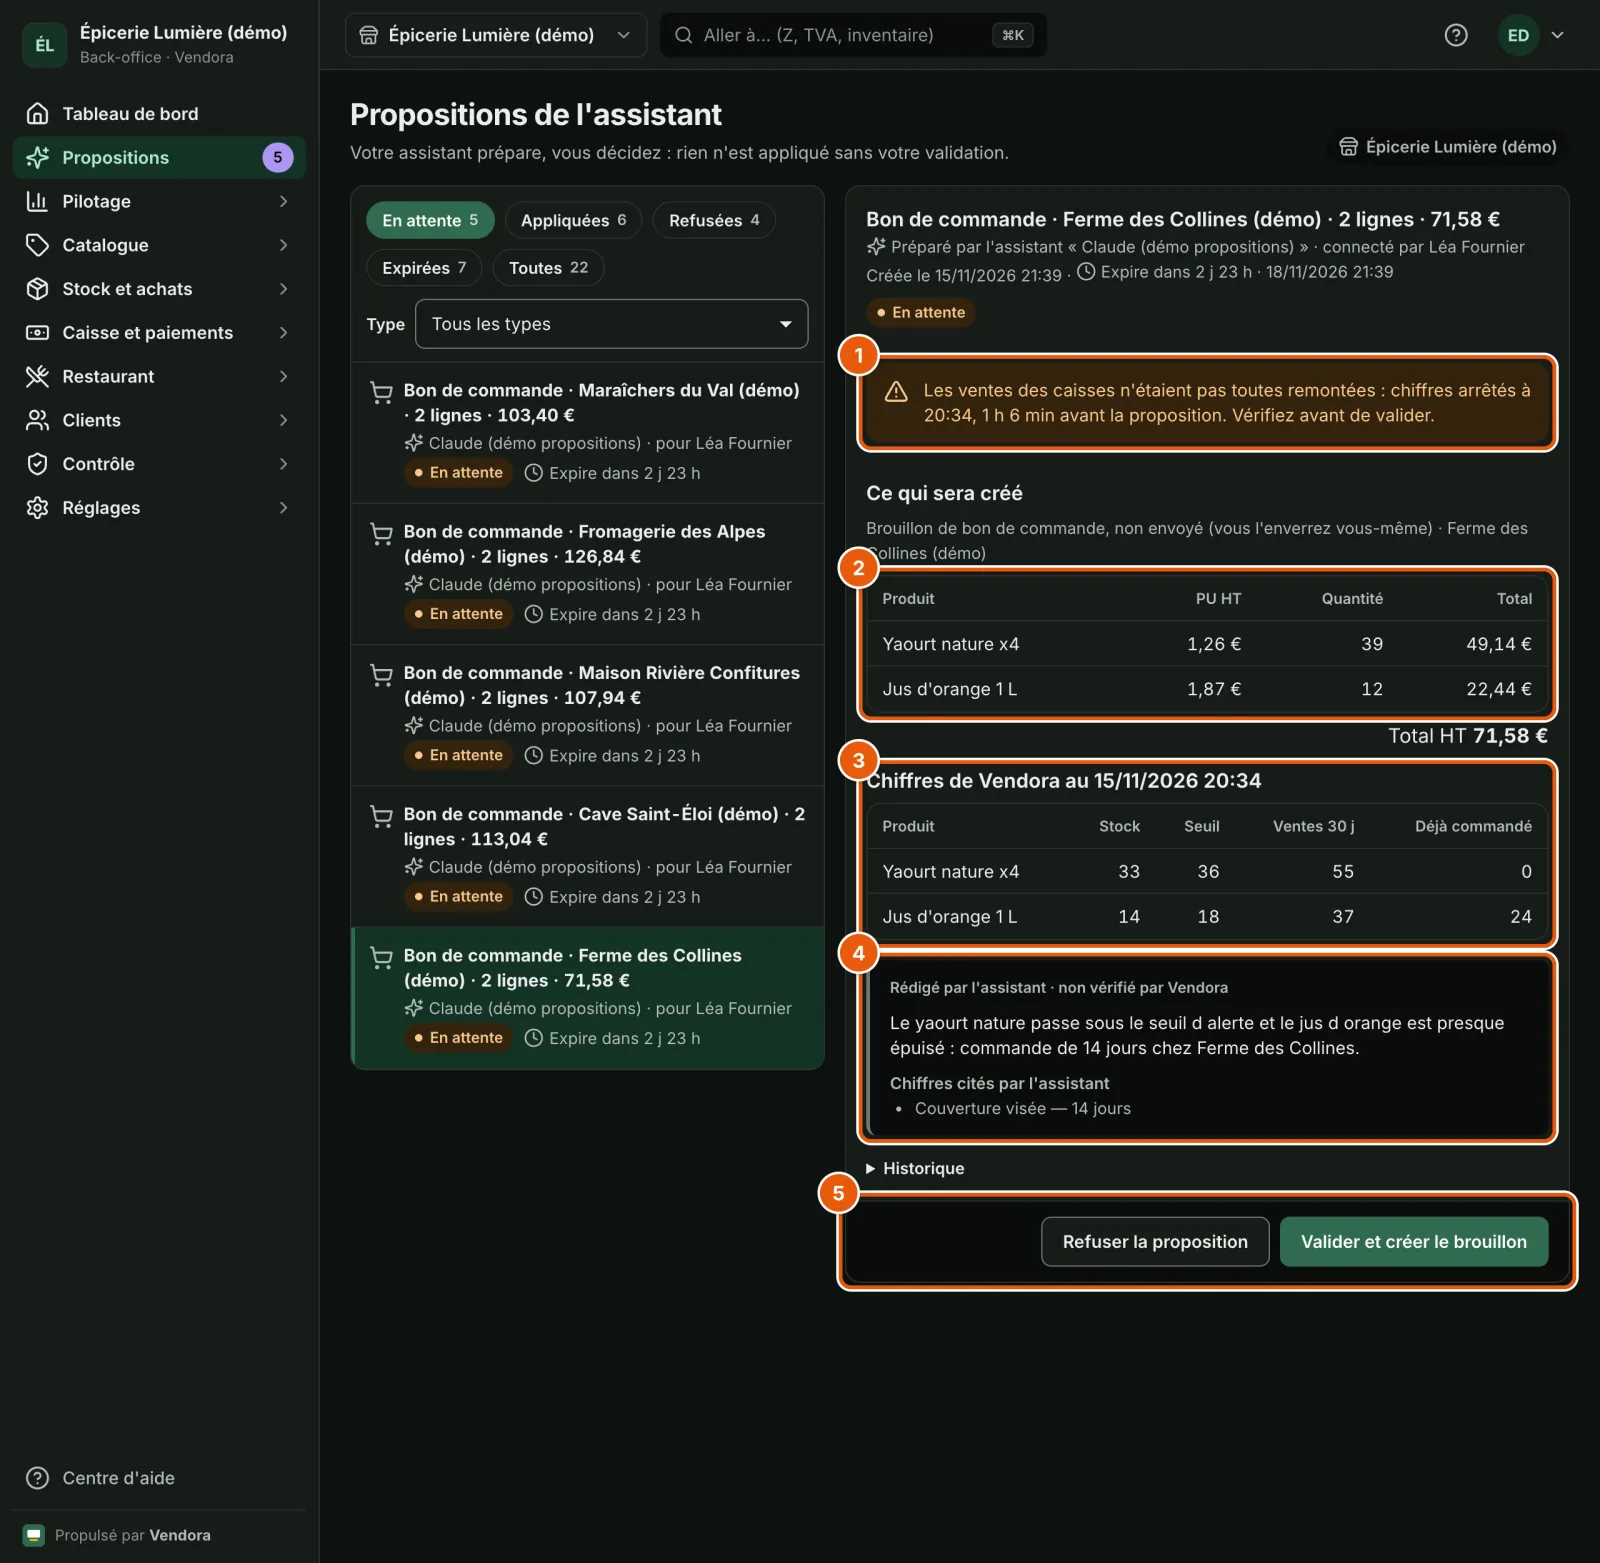 ÉL
Épicerie Lumière (démo)
Back-office · Vendora
Tableau de bord
Propositions 5
Pilotage
Catalogue
Stock et achats
Caisse et paiements
Restaurant
Clients
Contrôle
Réglages
Centre d'aide
Propulsé par Vendora
Épicerie Lumière (démo)
Aller à... (Z, TVA, inventaire) ⌘K
ED
Propositions de l'assistant
Votre assistant prépare, vous décidez : rien n'est appliqué sans votre validation.
Épicerie Lumière (démo)
En attente 5
Appliquées 6
Refusées 4
Expirées 7
Toutes 22
Type
Tous les types
Bon de commande · Maraîchers du Val (démo)
· 2 lignes · 103,40 €
Claude (démo propositions) · pour Léa Fournier
En attente
Expire dans 2 j 23 h
Bon de commande · Fromagerie des Alpes
(démo) · 2 lignes · 126,84 €
Claude (démo propositions) · pour Léa Fournier
En attente
Expire dans 2 j 23 h
Bon de commande · Maison Rivière Confitures
(démo) · 2 lignes · 107,94 €
Claude (démo propositions) · pour Léa Fournier
En attente
Expire dans 2 j 23 h
Bon de commande · Cave Saint-Éloi (démo) · 2
lignes · 113,04 €
Claude (démo propositions) · pour Léa Fournier
En attente
Expire dans 2 j 23 h
Bon de commande · Ferme des Collines
(démo) · 2 lignes · 71,58 €
Claude (démo propositions) · pour Léa Fournier
En attente
Expire dans 2 j 23 h
Bon de commande · Ferme des Collines (démo) · 2 lignes · 71,58 €
Préparé par l'assistant « Claude (démo propositions) » · connecté par Léa Fournier
Créée le 15/11/2026 21:39 · Expire dans 2 j 23 h · 18/11/2026 21:39
En attente
1
Les ventes des caisses n'étaient pas toutes remontées : chiffres arrêtés à
20:34, 1 h 6 min avant la proposition. Vérifiez avant de valider.
Ce qui sera créé
Brouillon de bon de commande, non envoyé (vous l'enverrez vous-même) · Ferme des
Collines (démo)
2
Produit PU HT Quantité Total
Yaourt nature x4 1,26 € 39 49,14 €
Jus d'orange 1 L 1,87 € 12 22,44 €
Total HT 71,58 €
3
Chiffres de Vendora au 15/11/2026 20:34
Produit Stock Seuil Ventes 30 j Déjà commandé
Yaourt nature x4 33 36 55 0
Jus d'orange 1 L 14 18 37 24
4
Rédigé par l'assistant · non vérifié par Vendora
Le yaourt nature passe sous le seuil d alerte et le jus d orange est presque
épuisé : commande de 14 jours chez Ferme des Collines.
Chiffres cités par l'assistant
• Couverture visée — 14 jours
Historique
5
Refuser la proposition
Valider et créer le brouillon